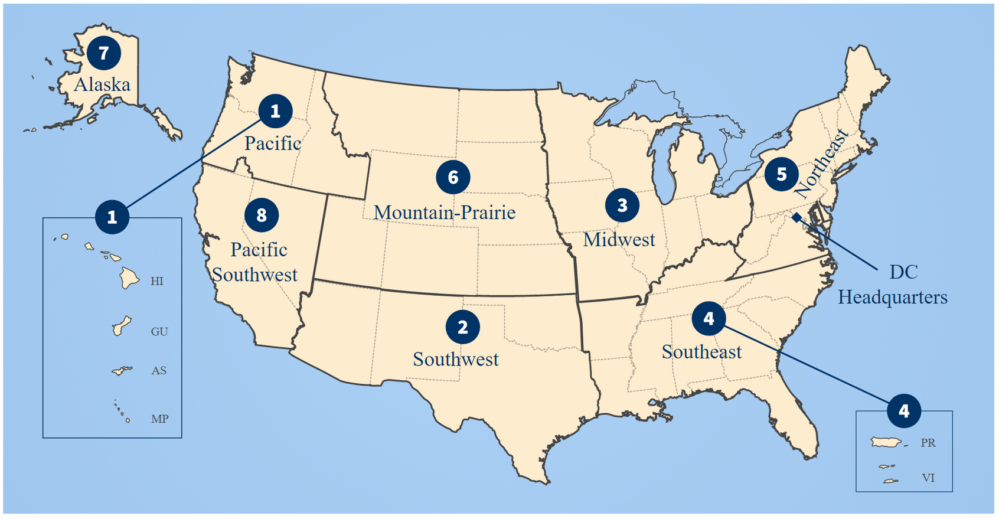 7
Alaska
1
Pacific
1
HI
GU
AS
MP
8
Pacific
Southwest
6
Mountain-Prairie
2
Southwest
3
Midwest
4
Southeast
5
Northeast
DC
Headquarters
4
PR
VI